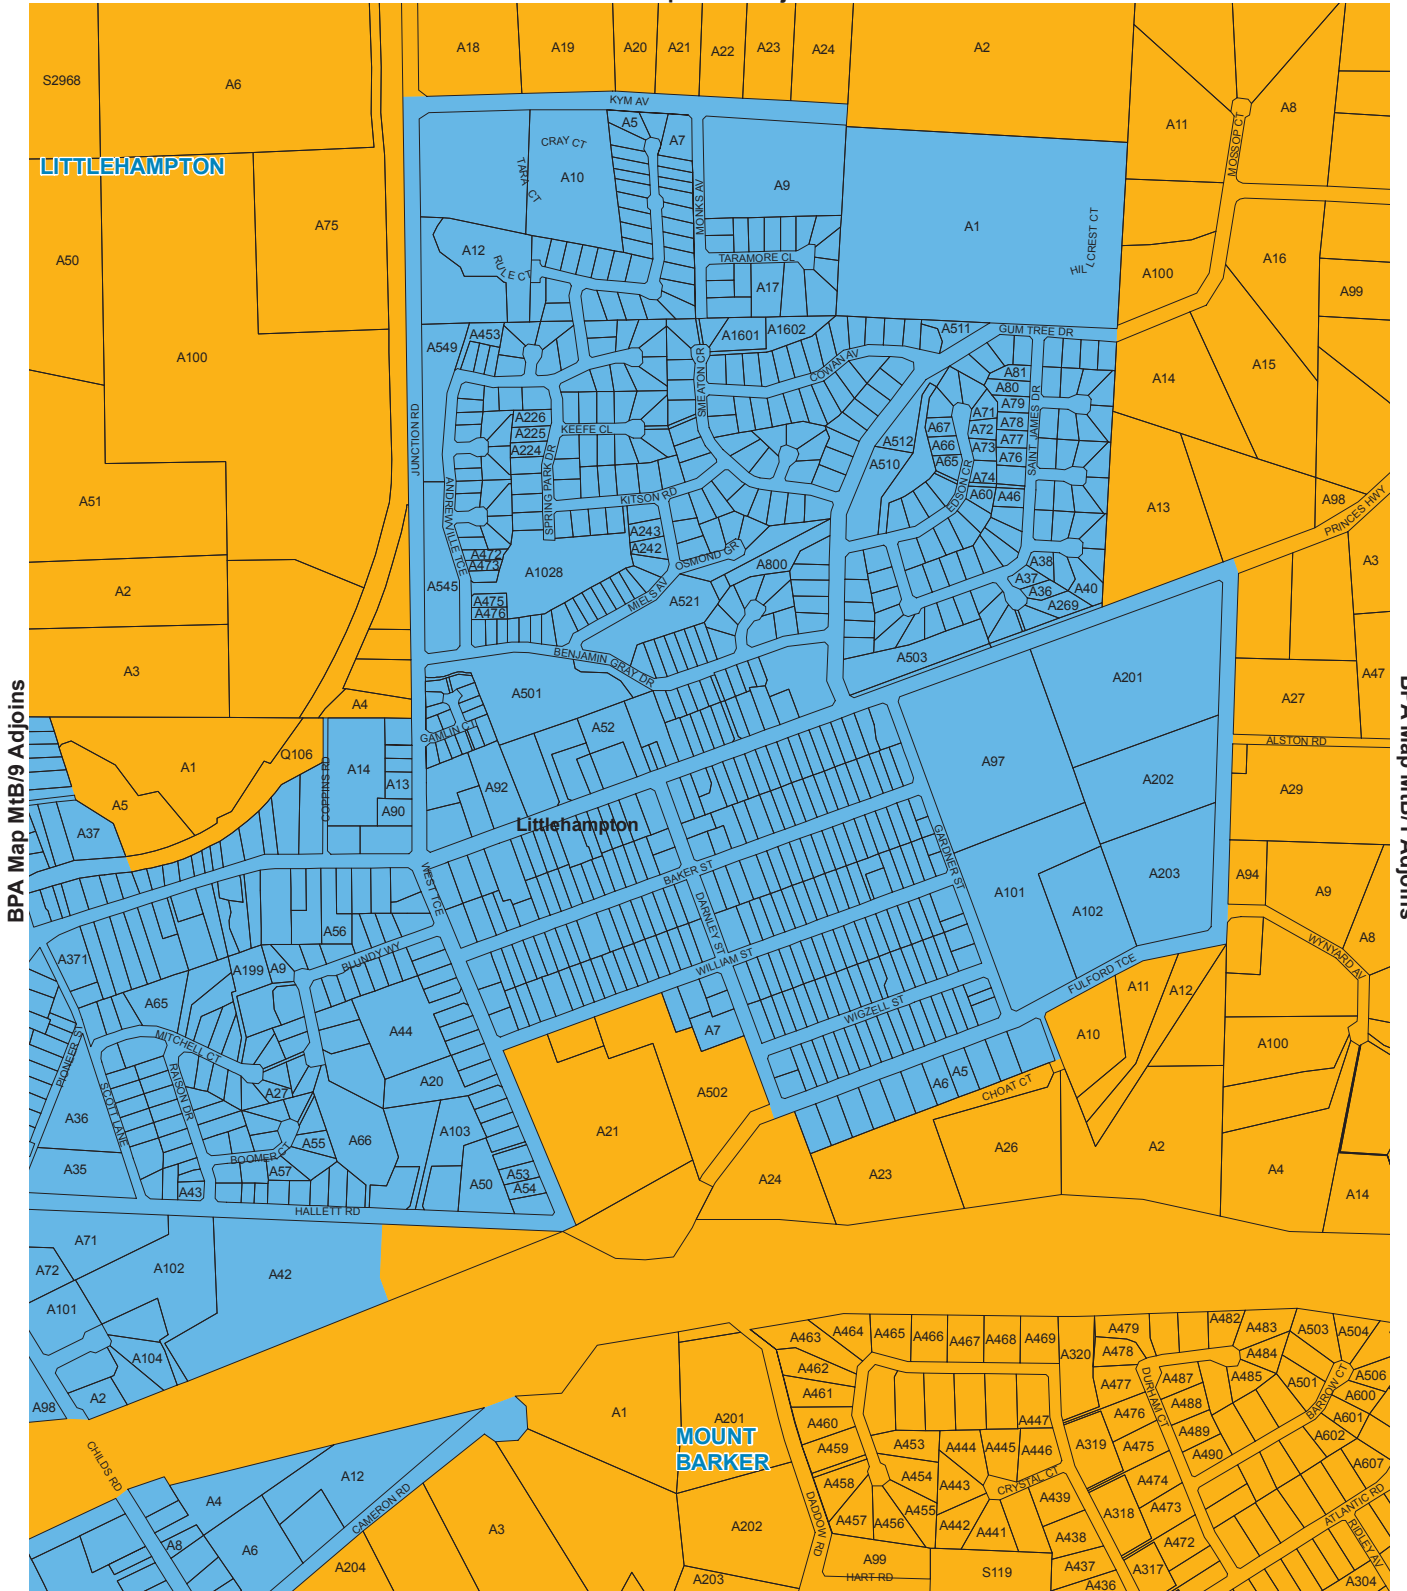 A18
A19
A20
A21
A22
A23
A24
A2
S2968
A6
KYM AV
A5
A7
A8
A11
MOSSOP CT
LITTLEHAMPTON
CRAY CT
TARA CT
A10
A9
MONKS AV
A75
A1
HILLCREST CT
A50
A12
RULE CT
TARAMORE CL
A17
A100
A16
A99
A100
A549
A453
A1601
A1602
A511
GUM TREE DR
SMEATON CR
COWAN AV
A81
A80
A79
A78
A77
A76
SAINT JAMES DR
A14
A15
JUNCTION RD
A226
A225
A224
KEEFE CL
SPRING PARK DR
A67
A66
A65
A71
A72
A73
A74
A60
A46
EDSON CR
A512
A510
KITSON RD
A51
ANDREWVILLE TCE
A243
A242
A13
A98
PRINCES HWY
A472
A473
A1028
OSMOND GR
A800
A38
A37
A36
A40
A269
A3
A2
A545
A475
A476
MIELS AV
A521
A3
BENJAMIN GRAY DR
A503
A201
A47
A4
A501
A27
BPA Map MtB/9 Adjoins
GAMLIN CT
A52
ALSTON RD
A1
Q106
COPPINS RD
A14
A13
A90
A92
A97
A202
A29
A5
A37
Littlehampton
WEST TCE
BAKER ST
GARDNER ST
A101
A102
A203
A94
A9
A56
DARNLEY ST
A371
A199
A9
BLUNDY WY
WILLIAM ST
FULFORD TCE
WYNYARD AV
A8
A65
A44
WIGZELL ST
A11
A12
A10
PIONEER ST
MITCHELL CT
A7
A100
RAISON DR
A27
A20
A6
A5
CHOAT CT
A502
A36
SCOTT LANE
A55
A66
A103
A21
A26
A2
A35
BOOMER CT
A57
A43
A50
A53
A54
A24
A23
A4
A14
HALLETT RD
A71
A72
A102
A42
A101
A104
A2
A98
A463
A464
A465
A466
A467
A468
A469
A320
A479
A478
A482
A483
A484
A503
A504
A462
A461
A460
A459
A477
A487
A485
A501
A506
A600
A601
A602
DURHAM CT
BARROW CT
A1
A201
MOUNT
BARKER
A447
A476
A488
A489
A490
A453
A444
A445
A446
A319
A475
A607
CHILDS RD
A12
A458
A454
A443
CRYSTAL CT
A474
A4
CAMERON RD
A455
A439
A473
ATLANTIC RD
A3
A202
DADDOW RD
A457
A456
A442
A441
A438
A318
A472
RIDLEY AV
A8
A6
A204
A203
A99
HART RD
S119
A437
A436
A317
A304